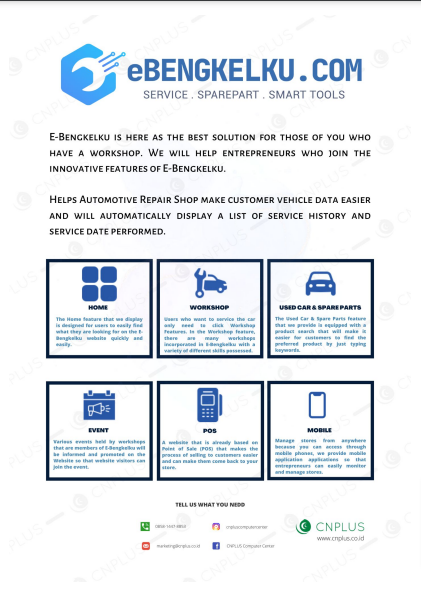 eBENGKELKU.COM
SERVICE . SPAREPART . SMART TOOLS
E-Bengkelku is here as the best solution for those of you who
have a workshop. We will help entrepreneurs who join the
innovative features of E-Bengkelku.
Helps Automotive Repair Shop make customer vehicle data easier
and will automatically display a list of service history and
service date performed.
HOME
The Home feature that we display
is designed for users to easily find
what they are looking for on the E-
Bengkelku website quickly and
easily.
WORKSHOP
Users who want to service the car
only need to click Workshop
Features. In the Workshop feature,
there are many workshops
incorporated in E-Bengkelku with a
variety of different skills possessed.
USED CAR & SPARE PARTS
The Used Car & Spare Parts feature
that we provide is equipped with a
product search that will make it
easier for customers to find the
preferred product by just typing
keywords.
EVENT
Various events held by workshops
that are members of E-Bengkelku will
be informed and promoted on the
Website so that website visitors can
join the event.
POS
A website that is already based on
Point of Sale (POS) that makes the
process of selling to customers easier
and can make them come back to your
store.
MOBILE
Manage stores from anywhere
because you can access through
mobile phones, we provide mobile
application applications so that
entrepreneurs can easily monitor
and manage stores.
TELL US WHAT YOU NEDD
cnpluscomputercenter
marketing@cnplus.co.id
CNPLUS Computer Center
CNPLUS
www.cnplus.co.id